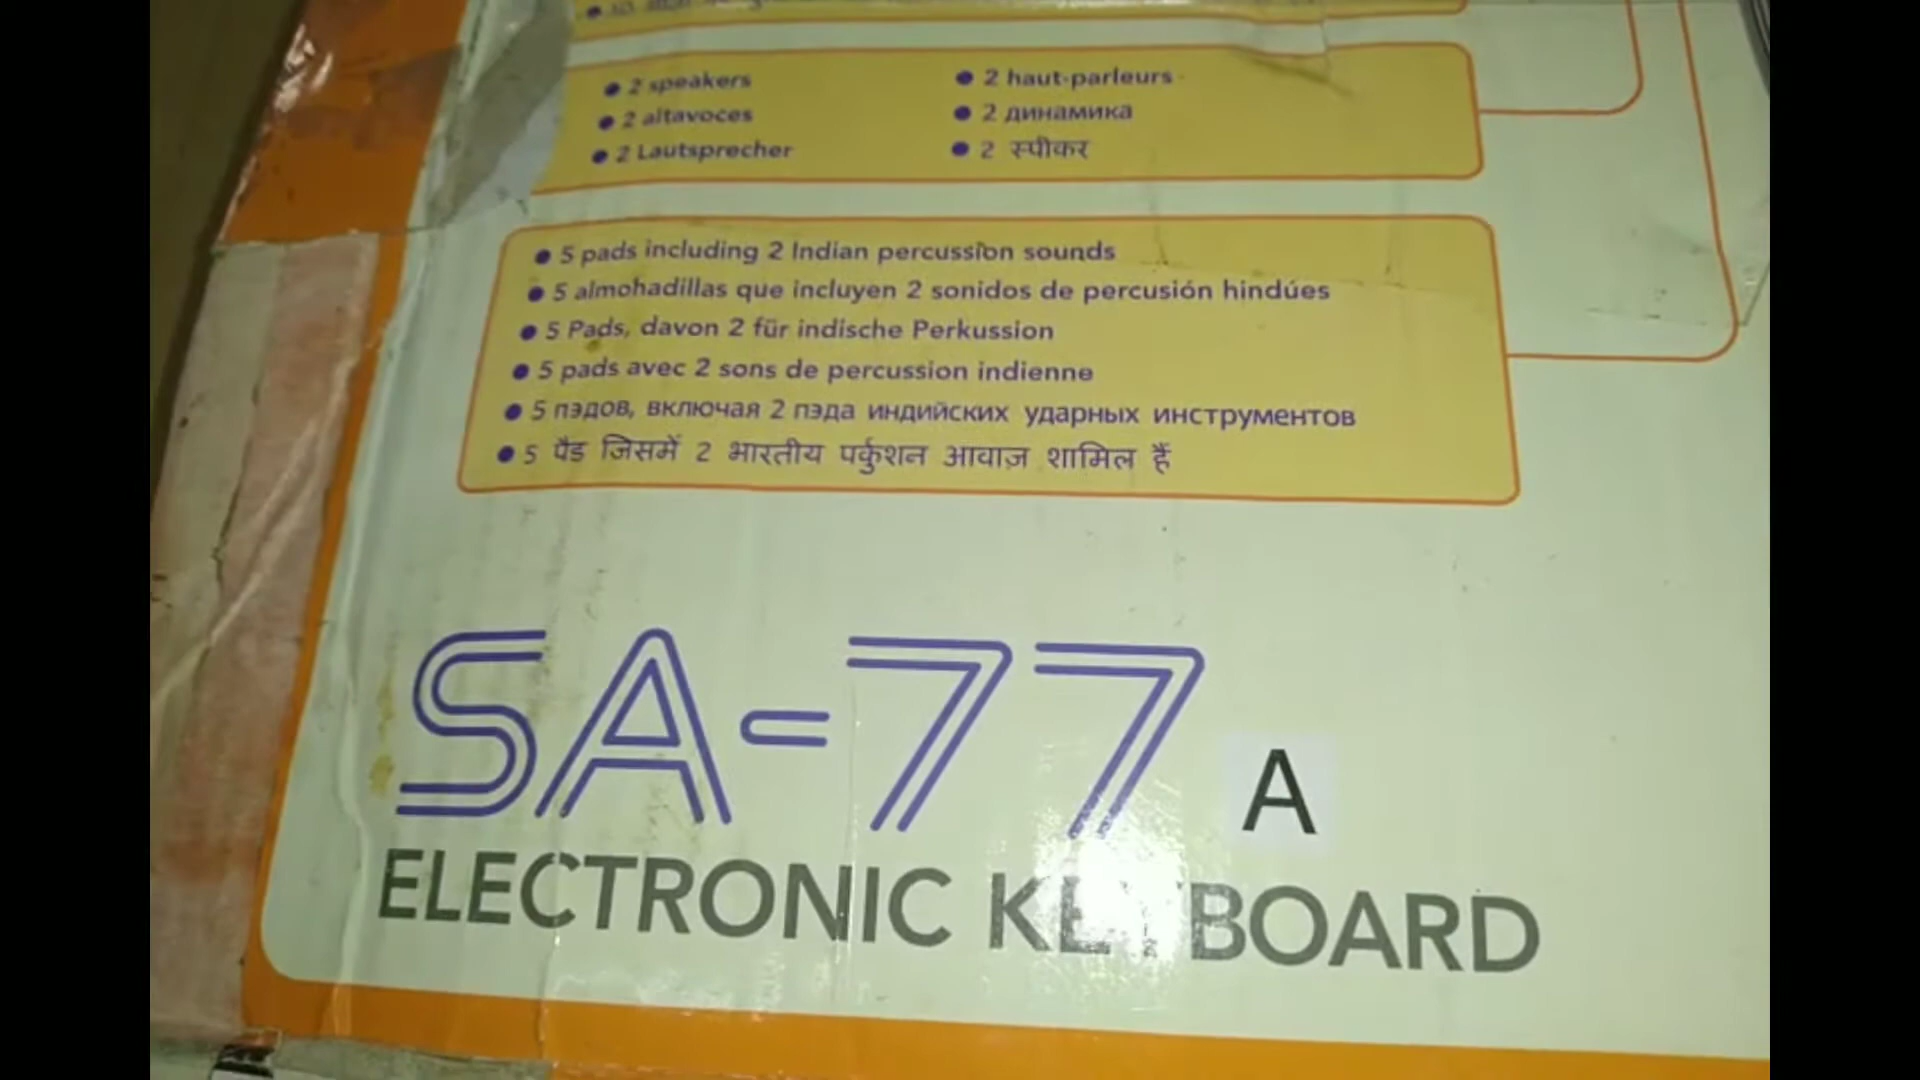 2 speakers
2 altavoces
2 Lautsprecher
2 haut-parleurs
2 динамика
2 स्पीकर
5 pads including 2 Indian percussion sounds
5 almohadillas que incluyen 2 sonidos de percusión hindúes
5 Pads, davon 2 für indische Perkussion
5 pads avec 2 sons de percussion indienne
5 пэдов, включая 2 пэда индийских ударных инструментов
5 पैड जिसमें 2 भारतीय पर्कुशन आवाज़ शामिल हैं
SA-77 A
ELECTRONIC KEYBOARD